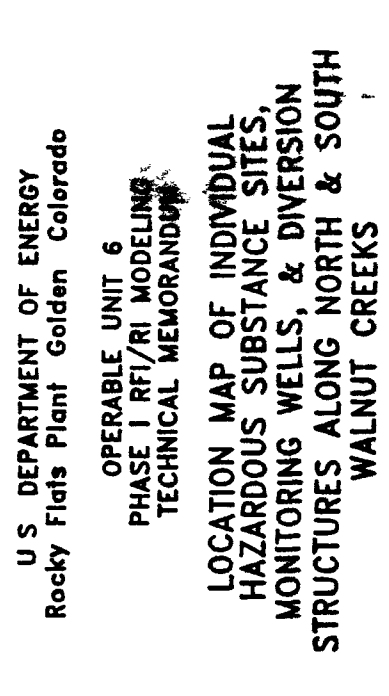 U S DEPARTMENT OF ENERGY
Rocky Flats Plant Golden Colorado
OPERABLE UNIT 6
PHASE I RFI/RI MODELING
TECHNICAL MEMORANDUM
LOCATION MAP OF INDIVIDUAL
HAZARDOUS SUBSTANCE SITES,
MONITORING WELLS, & DIVERSION
STRUCTURES ALONG NORTH & SOUTH
WALNUT CREEKS